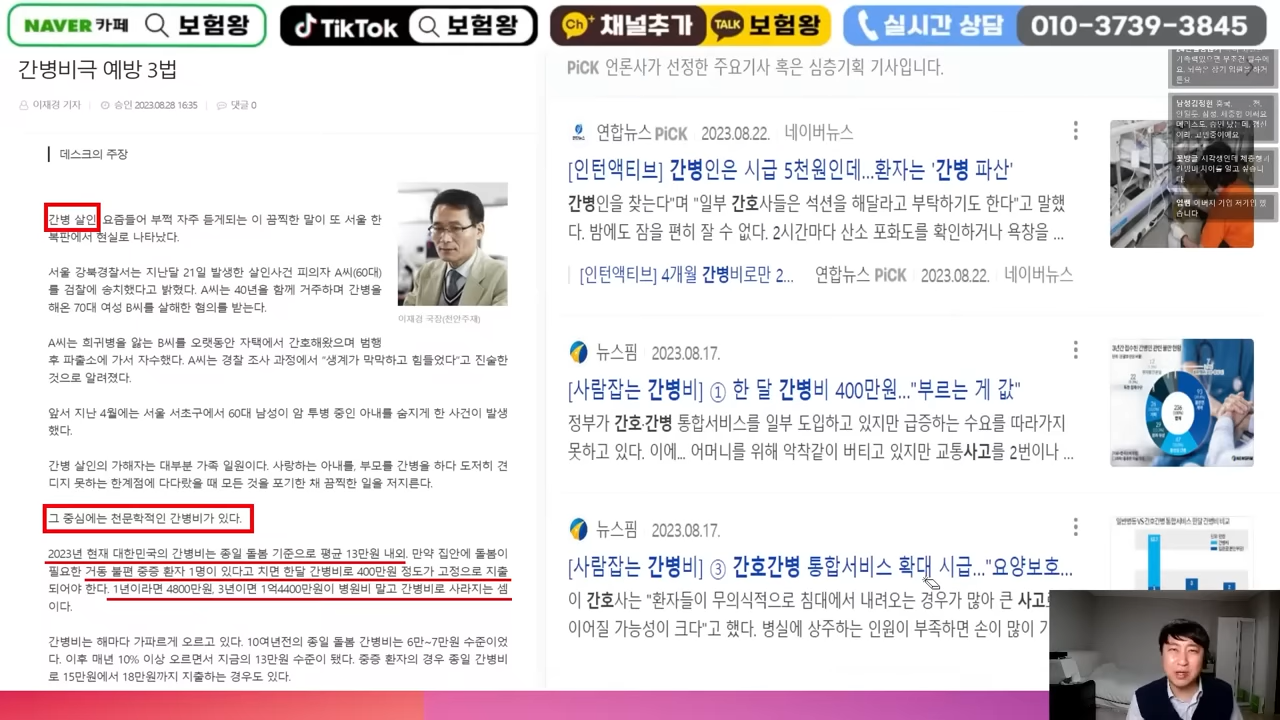 NAVER 카페 보험왕
TikTok 보험왕
Ch+ 채널추가 TALK 보험왕
실시간 상담 010-3739-3845
간병비극 예방 3법
이재경 기자 승인 2023.08.28 16:35 댓글 0
데스크의 주장
간병 살인 요즘들어 부쩍 자주 듣게되는 이 끔찍한 말이 또 서울 한
복판에서 현실로 나타났다.
서울 강북경찰서는 지난달 21일 발생한 살인사건 피의자 A씨(60대)
를 검찰에 송치했다고 밝혔다. A씨는 40년을 함께 거주하며 간병을
해온 70대 여성 B씨를 살해한 혐의를 받는다.
이재경 국장(천안주재)
A씨는 희귀병을 앓는 B씨를 오랫동안 자택에서 간호해왔으며 범행
후 파출소에 가서 자수했다. A씨는 경찰 조사 과정에서 "생계가 막막하고 힘들었다"고 진술한
것으로 알려졌다.
앞서 지난 4월에는 서울 서초구에서 60대 남성이 암 투병 중인 아내를 숨지게 한 사건이 발생
했다.
간병 살인의 가해자는 대부분 가족 일원이다. 사랑하는 아내를, 부모를 간병을 하다 도저히 견
디지 못하는 한계점에 다다랐을 때 모든 것을 포기한 채 끔찍한 일을 저지른다.
그 중심에는 천문학적인 간병비가 있다.
2023년 현재 대한민국의 간병비는 종일 돌봄 기준으로 평균 13만원 내외. 만약 집안에 돌봄이
필요한 거동 불편 중증 환자 1명이 있다고 치면 한달 간병비로 400만원 정도가 고정으로 지출
되어야 한다. 1년이라면 4800만원, 3년이면 1억4400만원이 병원비 말고 간병비로 사라지는 셈
이다.
간병비는 해마다 가파르게 오르고 있다. 10여년전의 종일 돌봄 간병비는 6만~7만원 수준이었
다. 이후 매년 10% 이상 오르면서 지금의 13만원 수준이 됐다. 중증 환자의 경우 종일 간병비
로 15만원에서 18만원까지 지출하는 경우도 있다.
PiCK 언론사가 선정한 주요기사 혹은 심층기획 기사입니다.
연합뉴스 PiCK 2023.08.22. 네이버뉴스
[인턴액티브] 간병인은 시급 5천원인데...환자는 '간병 파산'
간병인을 찾는다"며 "일부 간호사들은 석션을 해달라고 부탁하기도 한다"고 말했
다. 밤에도 잠을 편히 잘 수 없다. 2시간마다 산소 포화도를 확인하거나 욕창을 ...
[인턴액티브] 4개월 간병비로만 2... 연합뉴스 PiCK 2023.08.22. 네이버뉴스
뉴스핌 2023.08.17.
[사람잡는 간병비] ① 한 달 간병비 400만원..."부르는 게 값"
정부가 간호·간병 통합서비스를 일부 도입하고 있지만 급증하는 수요를 따라가지
못하고 있다. 이에... 어머니를 위해 악착같이 버티고 있지만 교통사고를 2번이나 ...
뉴스핌 2023.08.17.
[사람잡는 간병비] ③ 간호간병 통합서비스 확대 시급..."요양보호...
이 간호사는 "환자들이 무의식적으로 침대에서 내려오는 경우가 많아 큰 사고
이어질 가능성이 크다"고 했다. 병실에 상주하는 인원이 부족하면 손이 많이